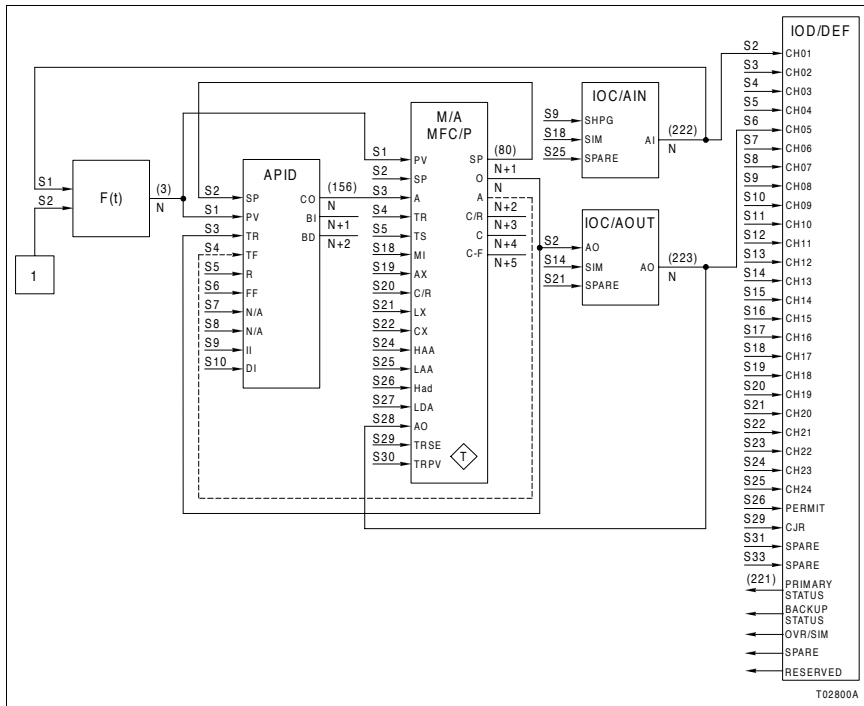 S1
S2
F(t)
(3)
N
1
APID
S2 SP
S1 PV
S3 TR
S4 TF
S5 R
S6 FF
S7 N/A
S8 N/A
S9 II
S10 DI
CO (156)
N
BI
N+1
BD
N+2
M/A
MFC/P
S1 PV
S2 SP
S3 A
S4 TR
S5 TS
S18 MI
S19 AX
S20 C/R
S21 LX
S22 CX
S24 HAA
S25 LAA
S26 Had
S27 LDA
S28 AO
S29 TRSE
S30 TRPV
SP (80)
N+1
O
N
A
N+2
C/R
N+3
C
N+4
C-F
N+5
T
IOC/AIN
S9 SHPG
S18 SIM
S25 SPARE
AI (222)
N
IOC/AOUT
S2 AO
S14 SIM
S21 SPARE
AO (223)
N
IOD/DEF
S2 CH01
S3 CH02
S4 CH03
S5 CH04
S6 CH05
S7 CH06
S8 CH07
S9 CH08
S10 CH09
S11 CH10
S12 CH11
S13 CH12
S14 CH13
S15 CH14
S16 CH15
S17 CH16
S18 CH17
S19 CH18
S20 CH19
S21 CH20
S22 CH21
S23 CH22
S24 CH23
S25 CH24
S26 PERMIT
S29 CJR
S31 SPARE
S33 SPARE
(221) PRIMARY
STATUS
BACKUP
STATUS
OVR/SIM
SPARE
RESERVED
T02800A